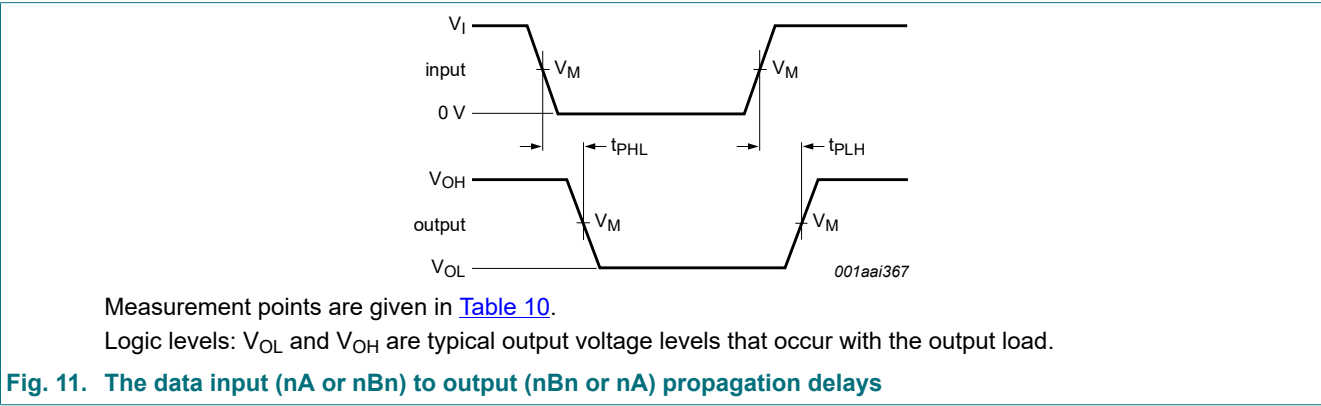 VI
input
VM
VM
0 V
tPHL
tPLH
VOH
output
VM
VM
VOL
001aai367
Measurement points are given in Table 10.
Logic levels: VOL and VOH are typical output voltage levels that occur with the output load.
Fig. 11. The data input (nA or nBn) to output (nBn or nA) propagation delays